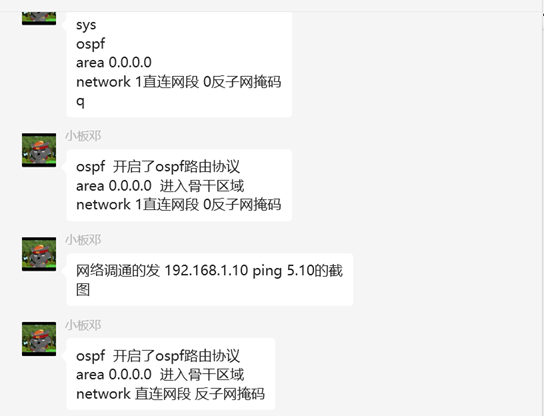 sys
ospf
area 0.0.0.0
network 1直连网段 0反子网掩码
q
小板邓
ospf  开启了ospf路由协议
area 0.0.0.0  进入骨干区域
network 1直连网段 0反子网掩码
小板邓
网络调通的发 192.168.1.10 ping 5.10的截
图
小板邓
ospf  开启了ospf路由协议
area 0.0.0.0  进入骨干区域
network 直连网段 反子网掩码